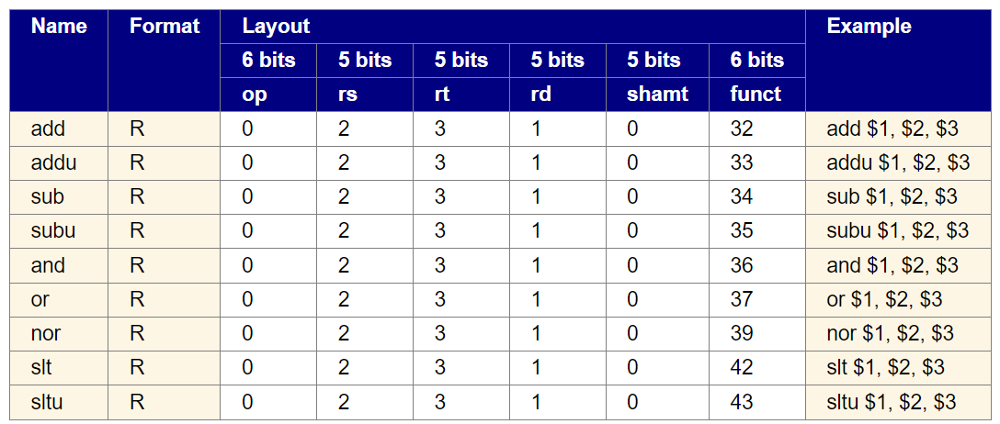 Name Format Layout Example
6 bits 5 bits 5 bits 5 bits 5 bits 6 bits
op rs rt rd shamt funct
add R 0 2 3 1 0 32 add $1, $2, $3
addu R 0 2 3 1 0 33 addu $1, $2, $3
sub R 0 2 3 1 0 34 sub $1, $2, $3
subu R 0 2 3 1 0 35 subu $1, $2, $3
and R 0 2 3 1 0 36 and $1, $2, $3
or R 0 2 3 1 0 37 or $1, $2, $3
nor R 0 2 3 1 0 39 nor $1, $2, $3
slt R 0 2 3 1 0 42 slt $1, $2, $3
sltu R 0 2 3 1 0 43 sltu $1, $2, $3